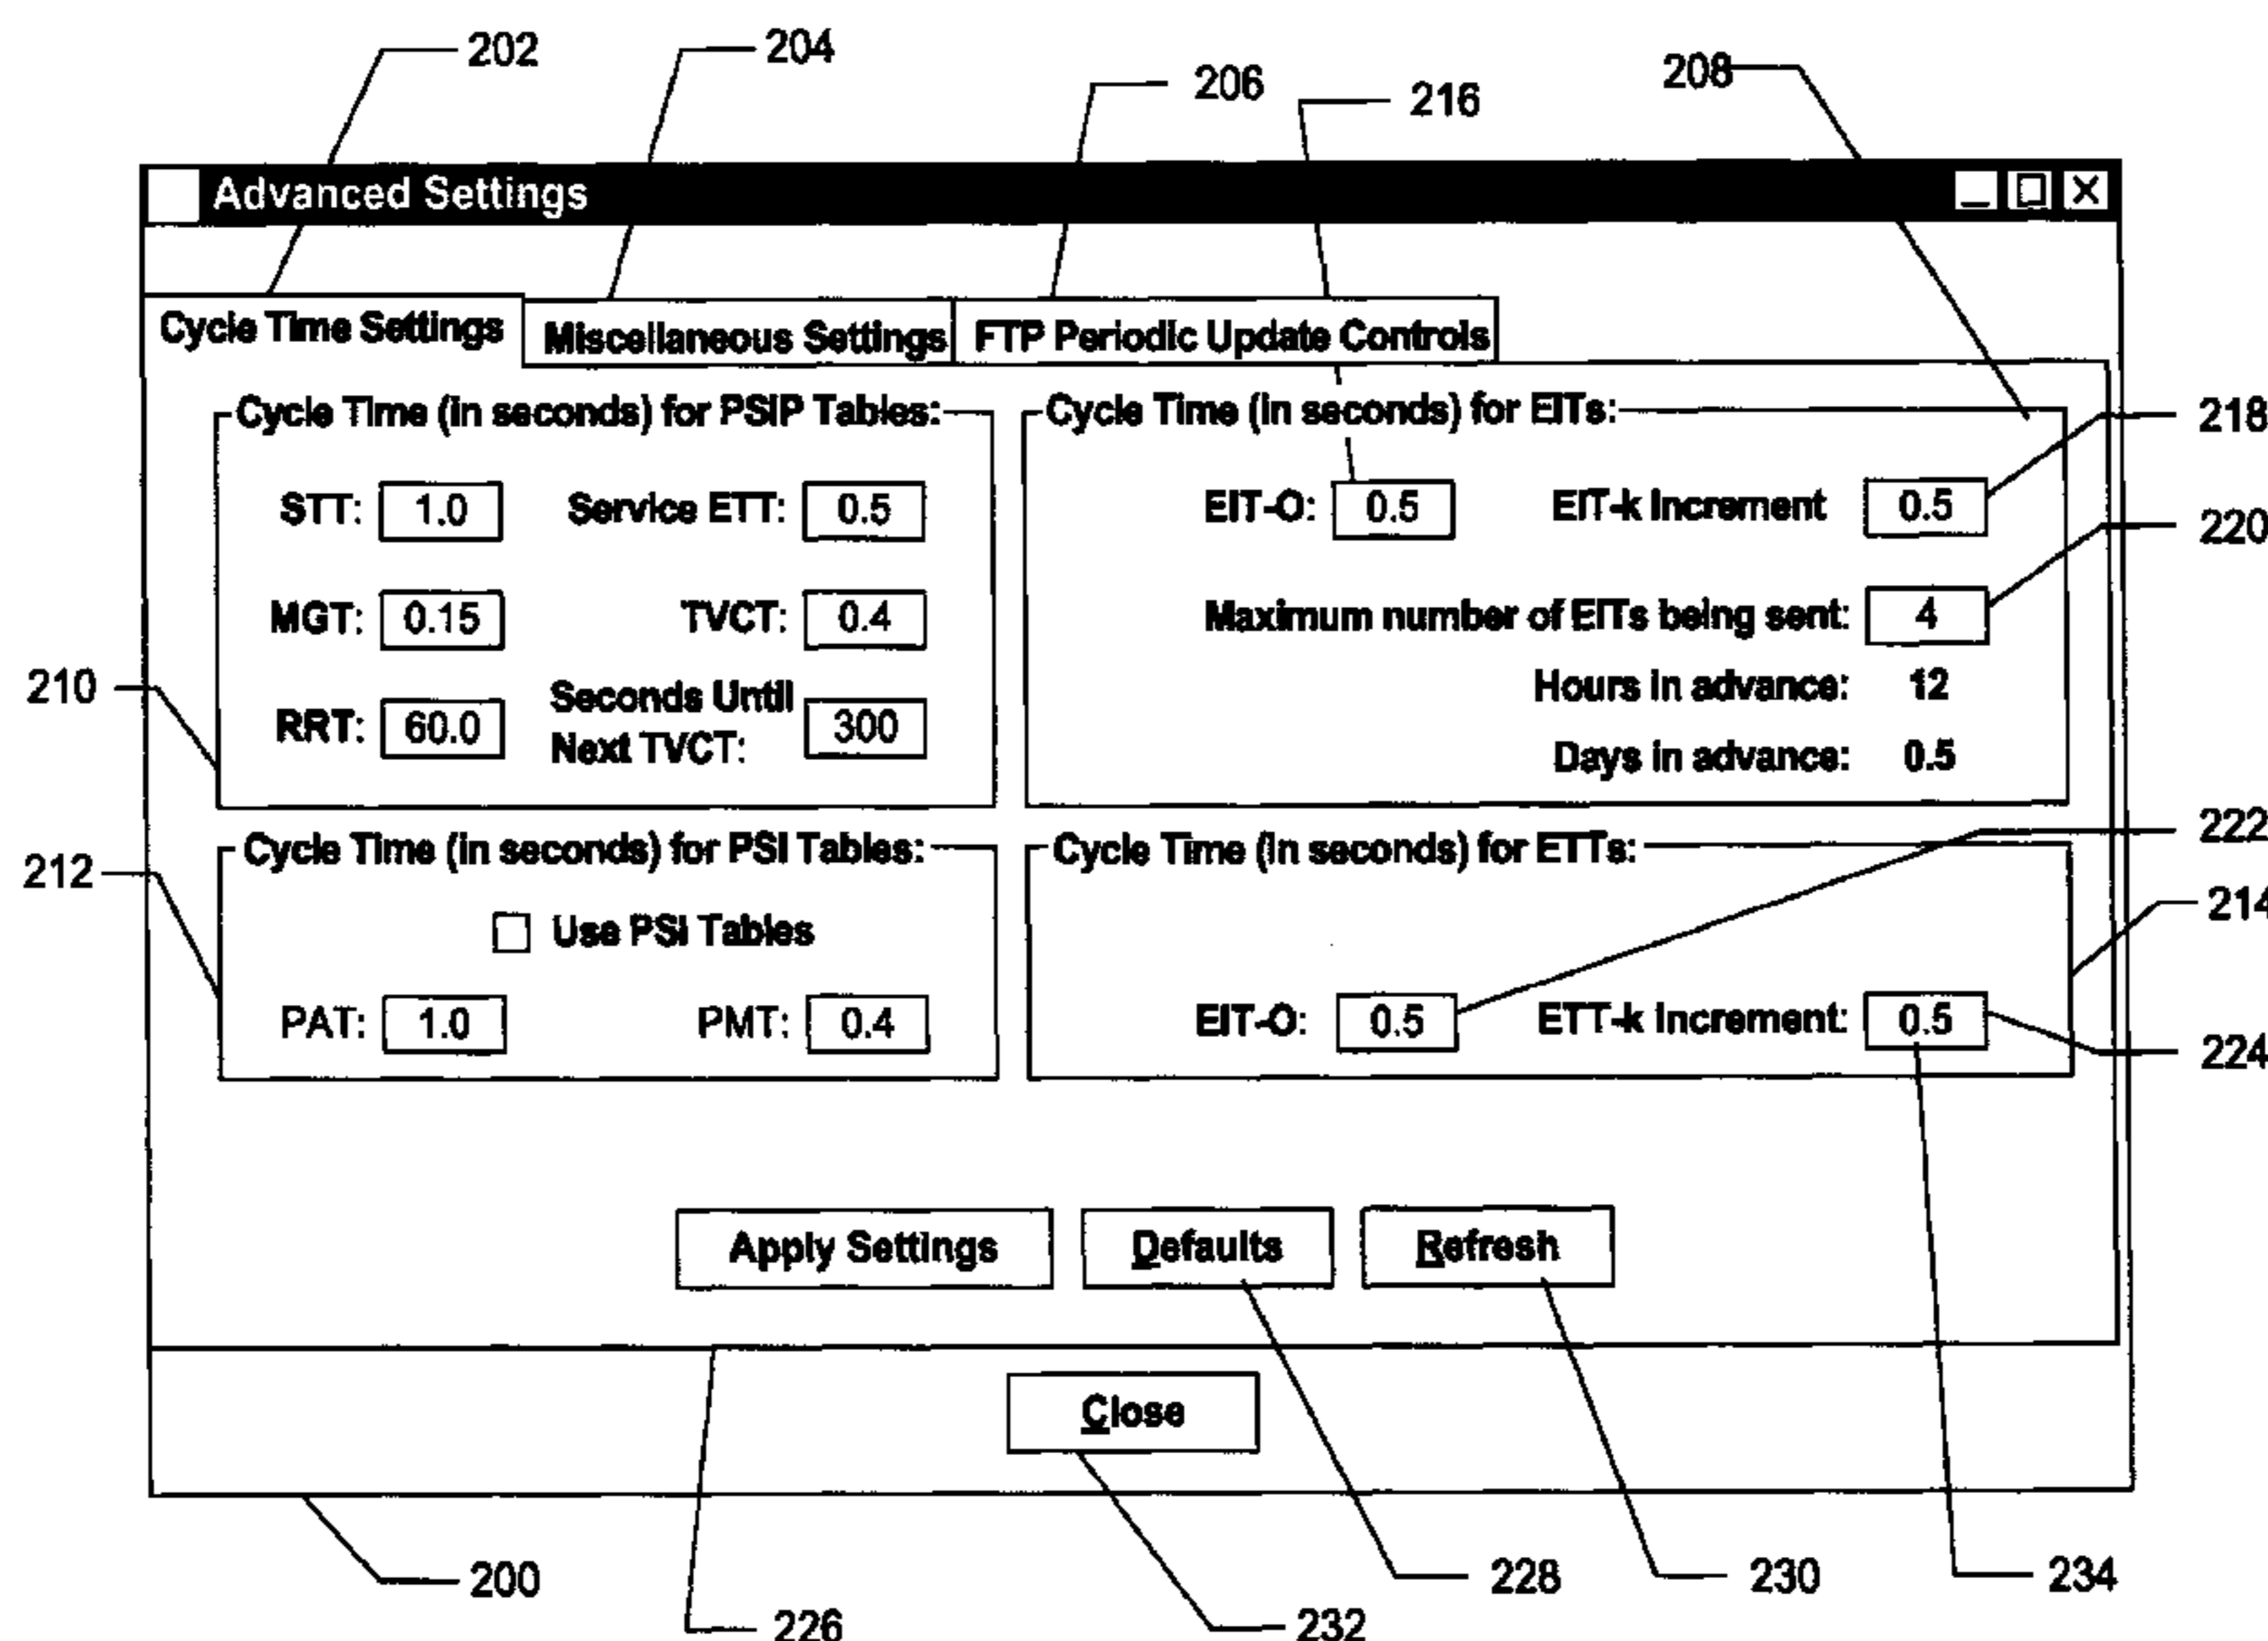 202
204
206
216
208
Advanced Settings
Cycle Time Settings
Miscellaneous Settings
FTP Periodic Update Controls
Cycle Time (in seconds) for PSIP Tables:
STT: 1.0 Service ETT: 0.5
MGT: 0.15 TVCT: 0.4
RRT: 60.0 Seconds Until
Next TVCT: 300
210
Cycle Time (in seconds) for EITs:
EIT-O: 0.5 EIT-k Increment 0.5
Maximum number of EITs being sent: 4
Hours in advance: 12
Days in advance: 0.5
218
220
Cycle Time (in seconds) for PSI Tables:
Use PSI Tables
PAT: 1.0 PMT: 0.4
212
Cycle Time (in seconds) for ETTs:
EIT-O: 0.5 ETT-k Increment: 0.5
222
214
224
Apply Settings
Defaults
Refresh
Close
200
226
232
228
230
234